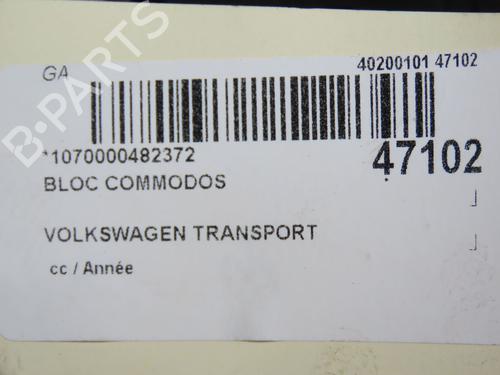 GA
40200101 47102
*1070000482372
47102
BLOC COMMODOS
VOLKSWAGEN TRANSPORT
cc / Année
B-PARTS